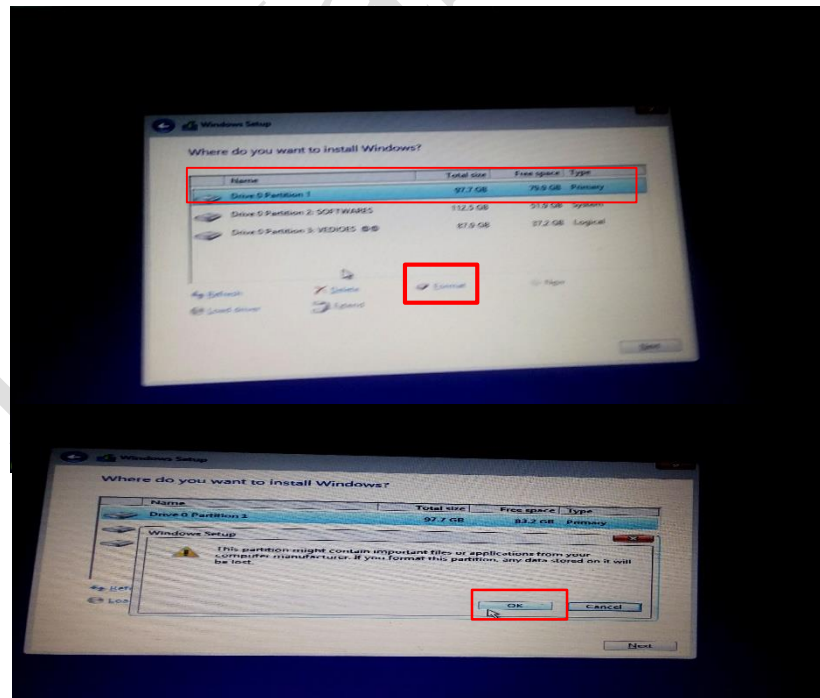 Windows Setup
Where do you want to install Windows?
Name Total size Free space Type
Drive 0 Partition 1 97.7 GB 79.9 GB Primary
Drive 0 Partition 2: SOFTWARES 112.5 GB 51.9 GB System
Drive 0 Partition 3: VEDIOES 87.9 GB 37.2 GB Logical
Refresh Delete Format New
Load driver Extend
Next
Windows Setup
Where do you want to install Windows?
Name Total size Free space Type
Drive 0 Partition 1 97.7 GB 83.2 GB Primary
Windows Setup
This partition might contain important files or applications from your
computer manufacturer. If you format this partition, any data stored on it will
be lost.
OK Cancel
Next